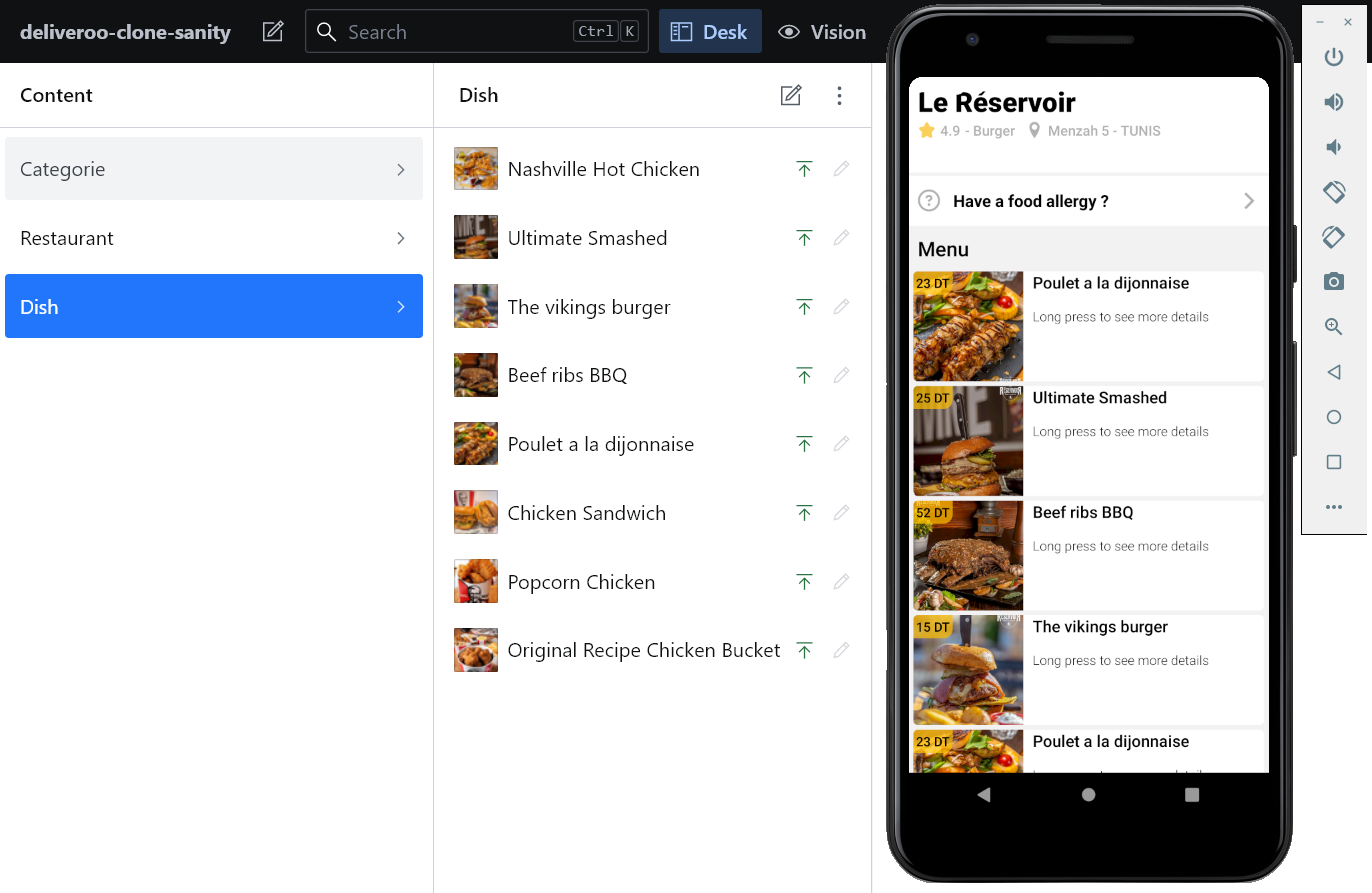 deliveroo-clone-sanity
Search
Ctrl K
Desk
Vision
Content
Categorie
Restaurant
Dish
Dish
Nashville Hot Chicken
Ultimate Smashed
The vikings burger
Beef ribs BBQ
Poulet a la dijonnaise
Chicken Sandwich
Popcorn Chicken
Original Recipe Chicken Bucket
Le Réservoir
4.9 - Burger Menzah 5 - TUNIS
Have a food allergy ?
Menu
23 DT
Poulet a la dijonnaise
Long press to see more details
25 DT
Ultimate Smashed
Long press to see more details
52 DT
Beef ribs BBQ
Long press to see more details
15 DT
The vikings burger
Long press to see more details
23 DT
Poulet a la dijonnaise